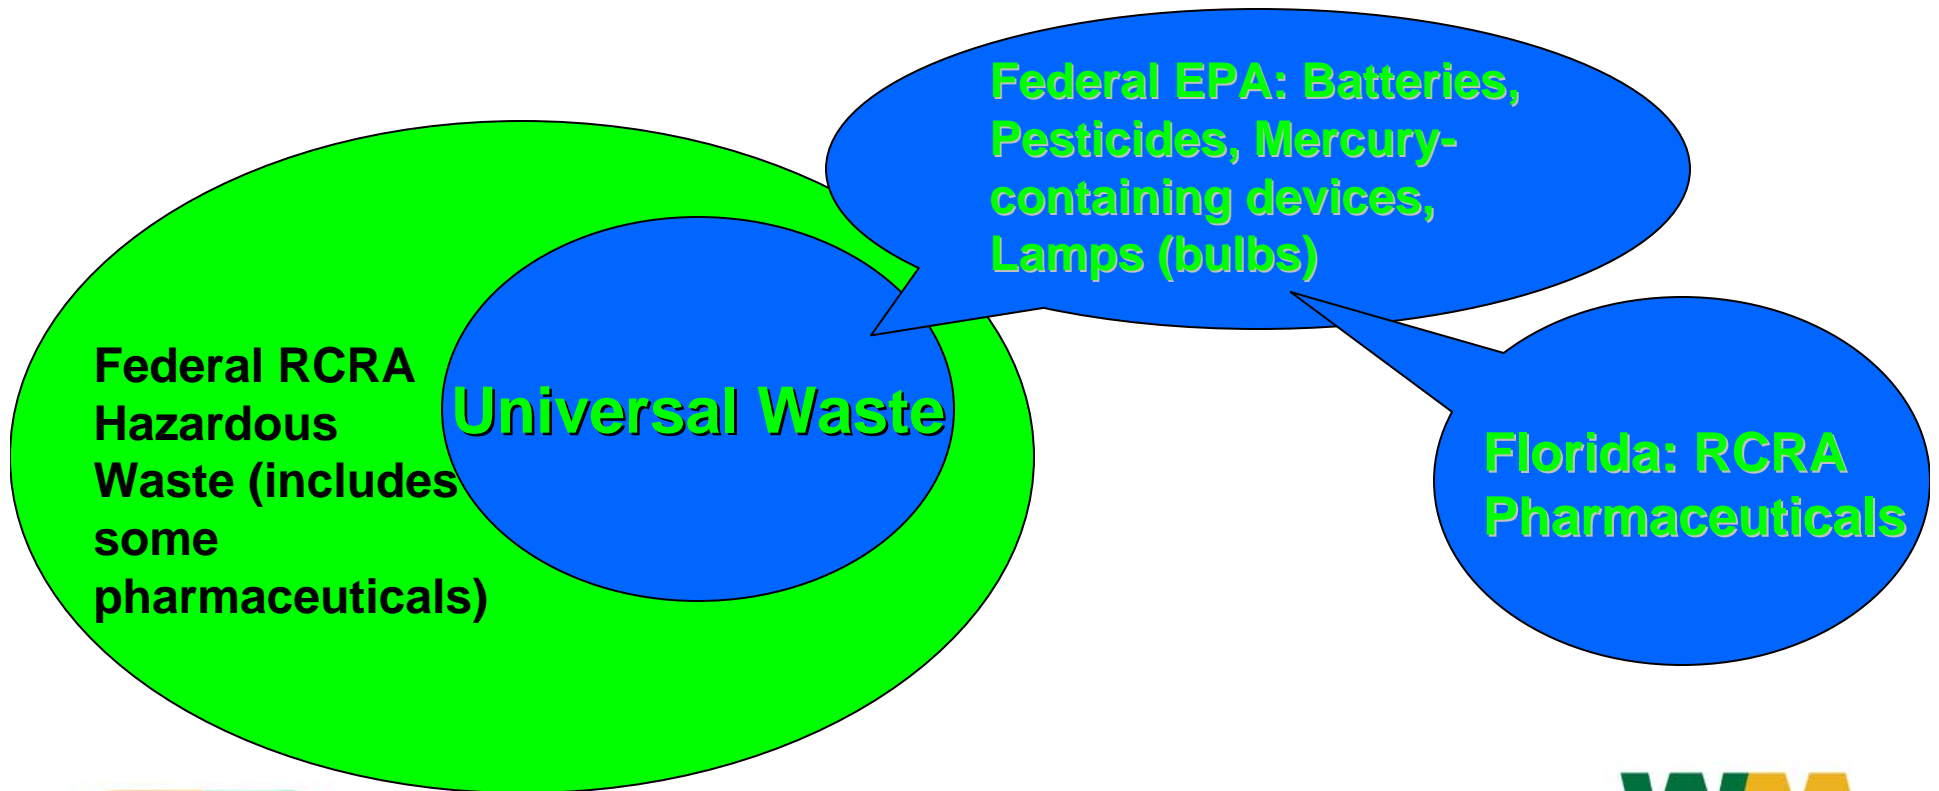 Federal EPA: Batteries,
Pesticides, Mercury-
containing devices,
Lamps (bulbs)
Federal RCRA
Hazardous
Waste (includes
some
pharmaceuticals)
Universal Waste
Florida: RCRA
Pharmaceuticals